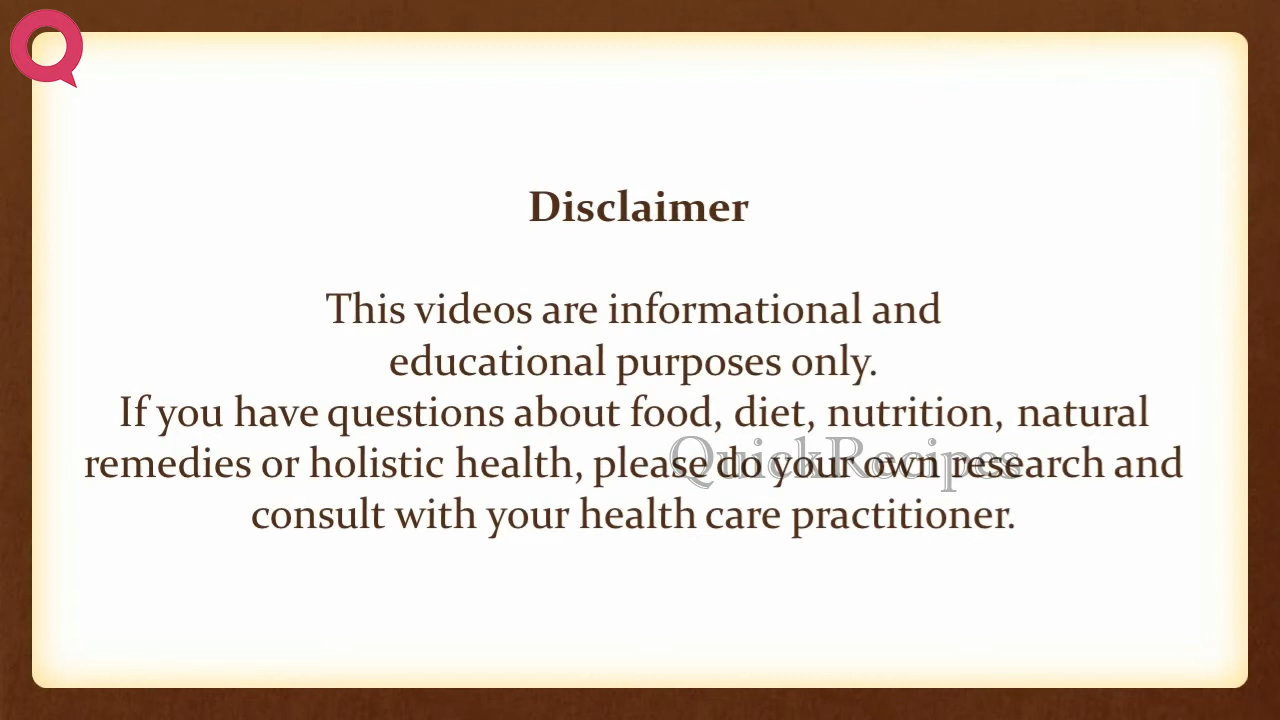 Disclaimer
This videos are informational and
educational purposes only.
If you have questions about food, diet, nutrition, natural
remedies or holistic health, please do your own research and
QuickRecipes
consult with your health care practitioner.